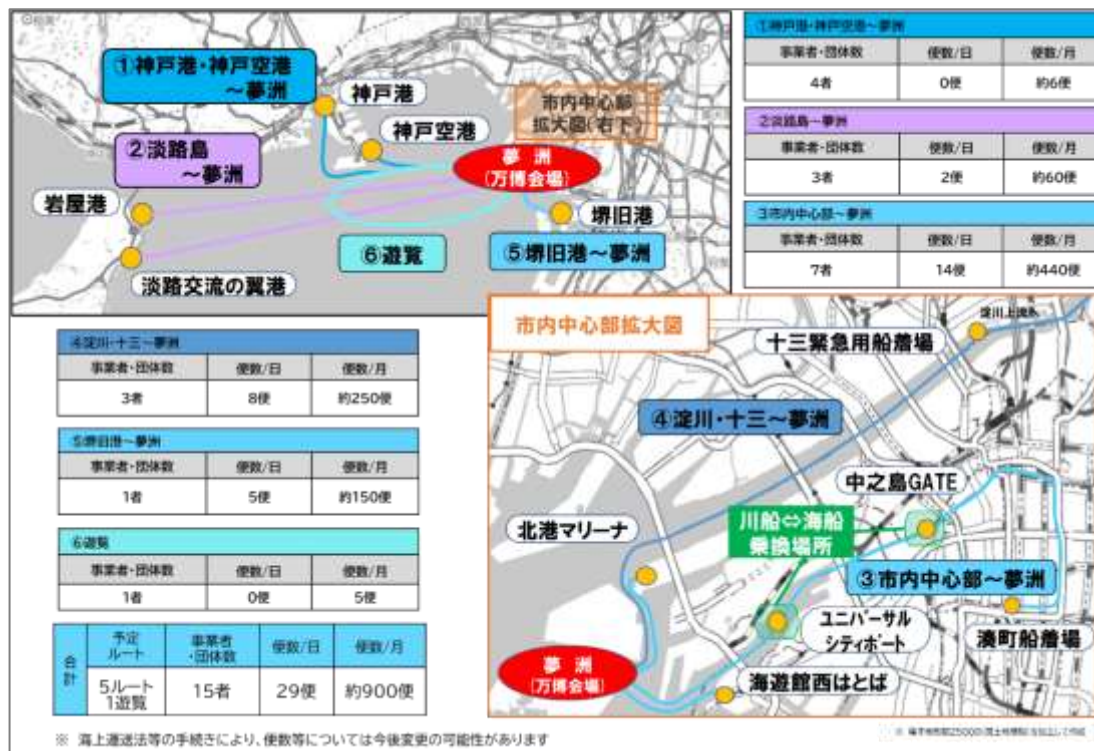 ①神戸港・神戸空港
～夢洲
神戸港
神戸空港
②淡路島
～夢洲
岩屋港
淡路交流の翼港
市内中心部
拡大図(右下)
夢洲
(万博会場)
堺旧港
⑤堺旧港～夢洲
⑥遊覧
①神戸港・神戸空港～夢洲
事業者・団体数 便数/日 便数/月
4者 0便 約6便
②淡路島～夢洲
事業者・団体数 便数/日 便数/月
3者 2便 約60便
③市内中心部～夢洲
事業者・団体数 便数/日 便数/月
7者 14便 約440便
④淀川・十三～夢洲
事業者・団体数 便数/日 便数/月
3者 8便 約250便
⑤堺旧港～夢洲
事業者・団体数 便数/日 便数/月
1者 5便 約150便
⑥遊覧
事業者・団体数 便数/日 便数/月
1者 0便 5便
合計
予定
ルート
事業者
・団体数
便数/日 便数/月
5ルート
1遊覧
15者 29便 約900便
市内中心部拡大図
淀川上流へ
十三緊急用船着場
④淀川・十三～夢洲
中之島GATE
北港マリーナ
川船⇔海船
乗換場所
③市内中心部～夢洲
ユニバーサル
シティポート
湊町船着場
夢洲
(万博会場)
海遊館西はとば
※ 海上運送法等の手続きにより、便数等については今後変更の可能性があります